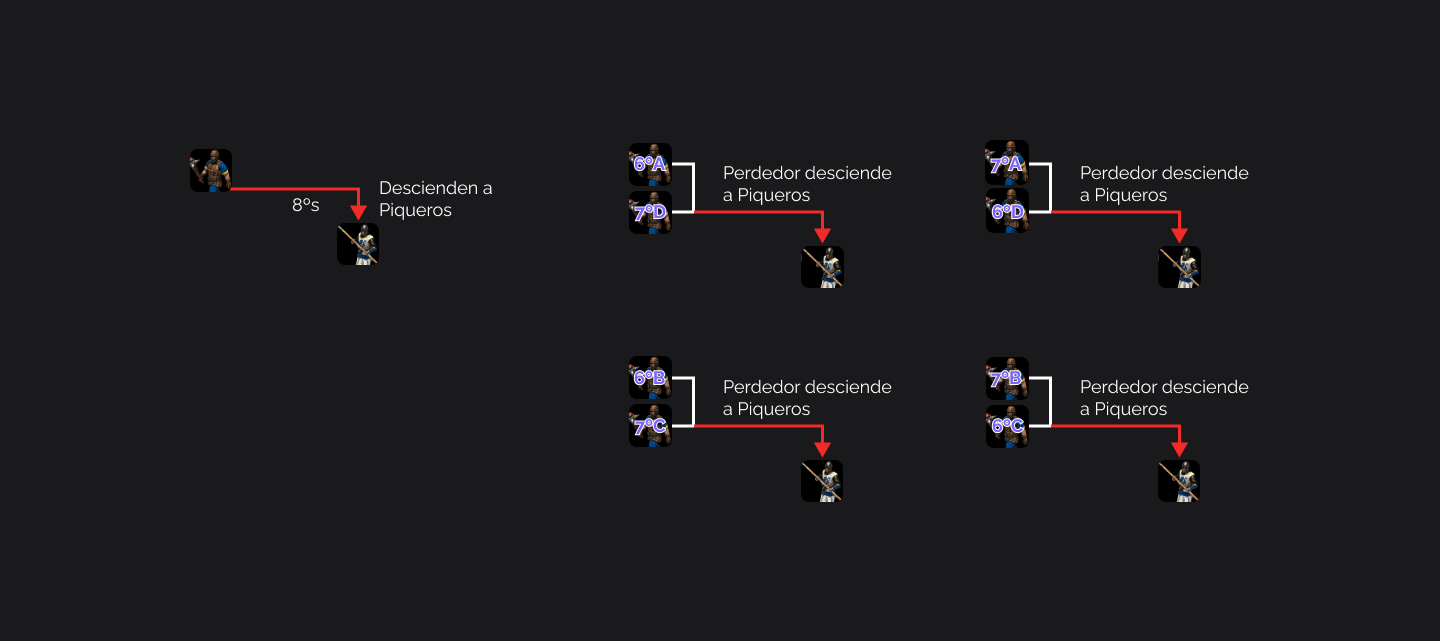 8ºs
Descienden a
Piqueros
6ºA
7ºD
Perdedor desciende
a Piqueros
7ºA
6ºD
Perdedor desciende
a Piqueros
6ºB
7ºC
Perdedor desciende
a Piqueros
7ºB
6ºC
Perdedor desciende
a Piqueros